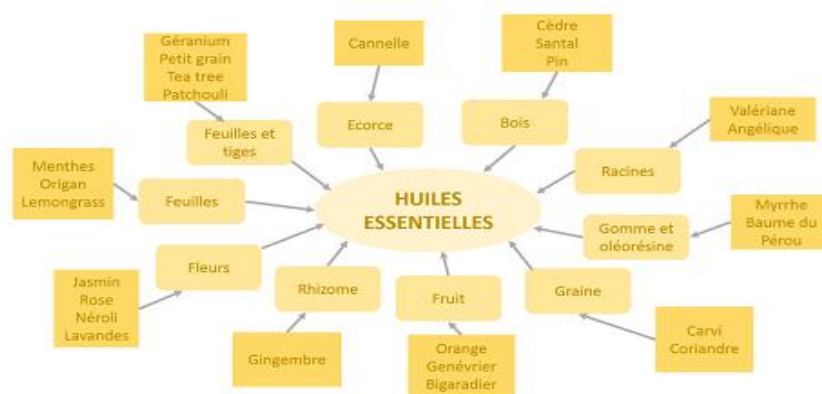 Géranium
Petit grain
Tea tree
Patchouli
Cannelle
Cèdre
Santal
Pin
Feuilles et
tiges
Ecorce
Bois
Valériane
Angélique
Menthes
Origan
Lemongrass
Feuilles
HUILES
ESSENTIELLES
Racines
Gomme et
oléorésine
Myrrhe
Baume du
Pérou
Fleurs
Rhizome
Fruit
Graine
Jasmin
Rose
Néroli
Lavandes
Gingembre
Orange
Genévrier
Bigaradier
Carvi
Coriandre